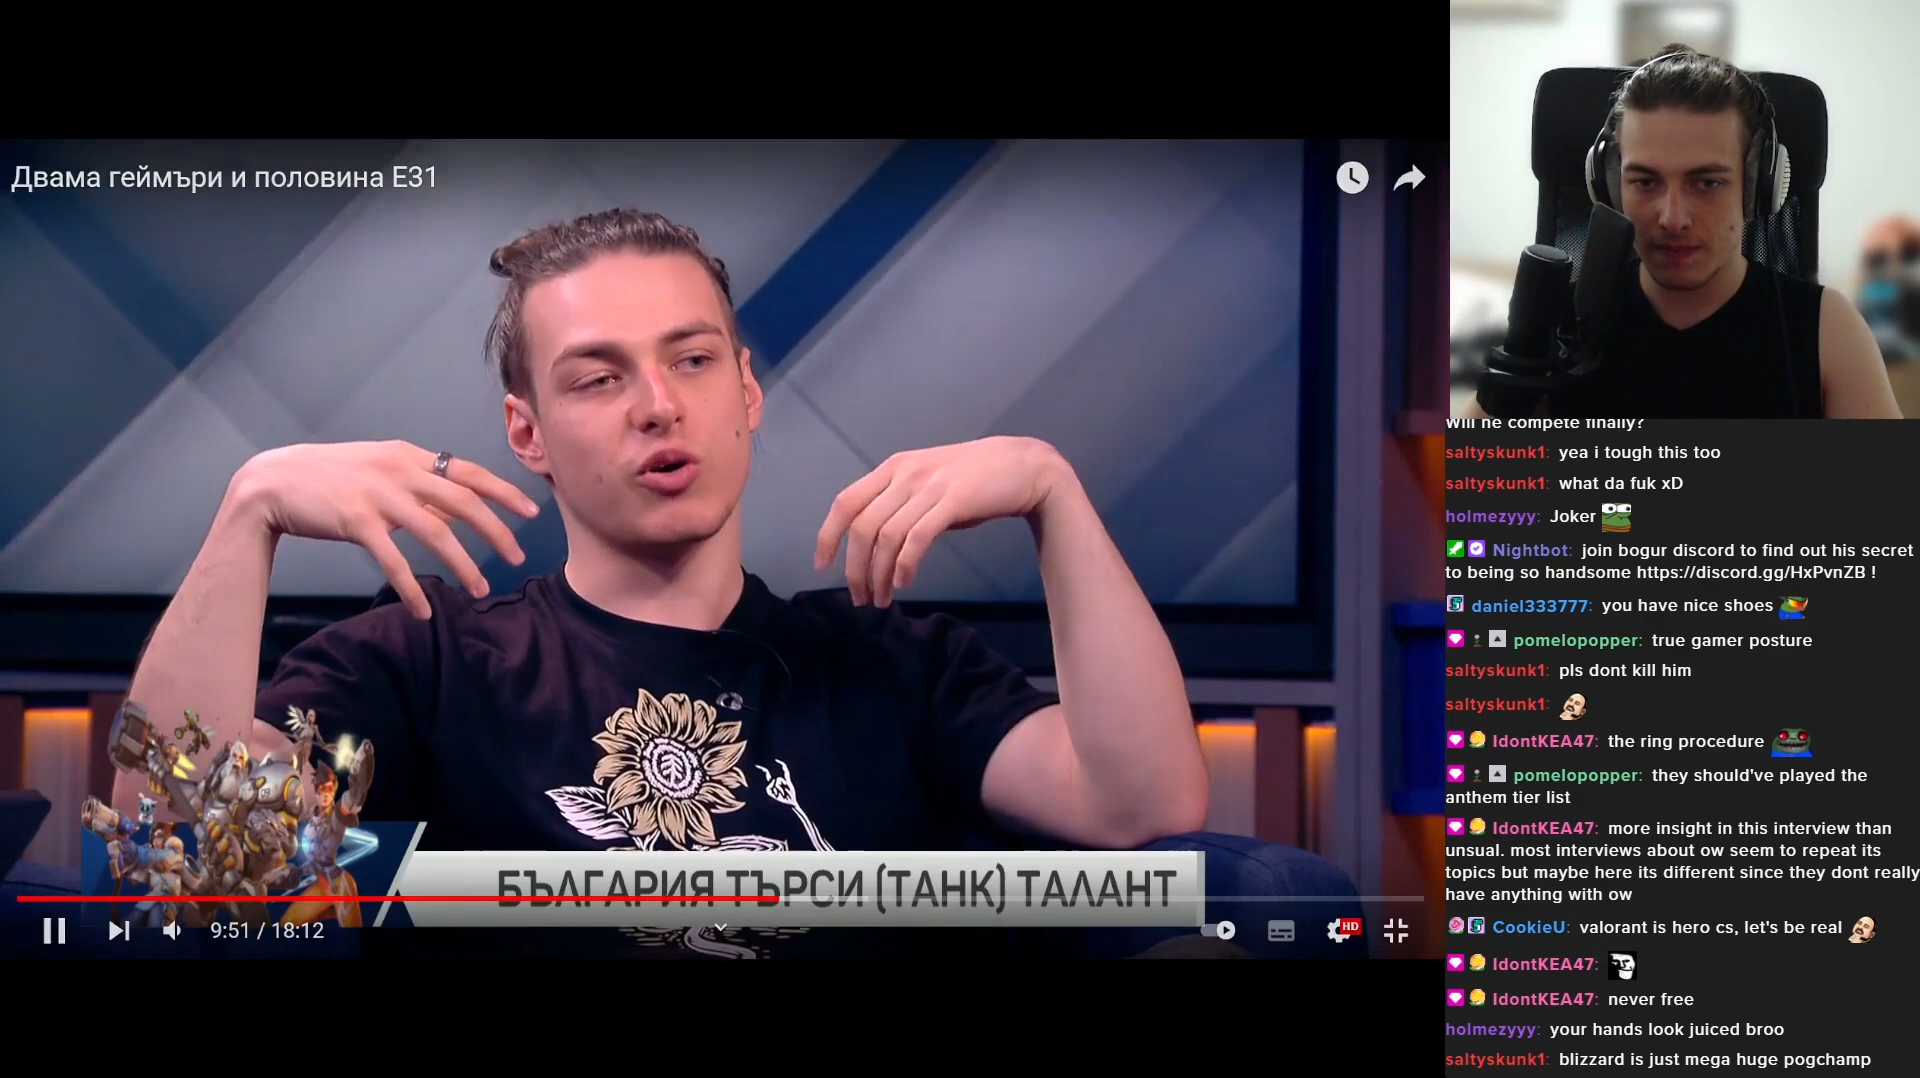 Двама геймъри и половина E31
БЪЛГАРИЯ ТЪРСИ (ТАНК) ТАЛАНТ
9:51 / 18:12
HD
will he compete finally?
saltyskunk1: yea i tough this too
saltyskunk1: what da fuk xD
holmezyyy: Joker
Nightbot: join bogur discord to find out his secret
to being so handsome https://discord.gg/HxPvnZB !
daniel333777: you have nice shoes
pomelopopper: true gamer posture
saltyskunk1: pls dont kill him
saltyskunk1:
IdontKEA47: the ring procedure
pomelopopper: they should've played the
anthem tier list
IdontKEA47: more insight in this interview than
unsual. most interviews about ow seem to repeat its
topics but maybe here its different since they dont really
have anything with ow
CookieU: valorant is hero cs, let's be real
IdontKEA47:
IdontKEA47: never free
holmezyyy: your hands look juiced broo
saltyskunk1: blizzard is just mega huge pogchamp